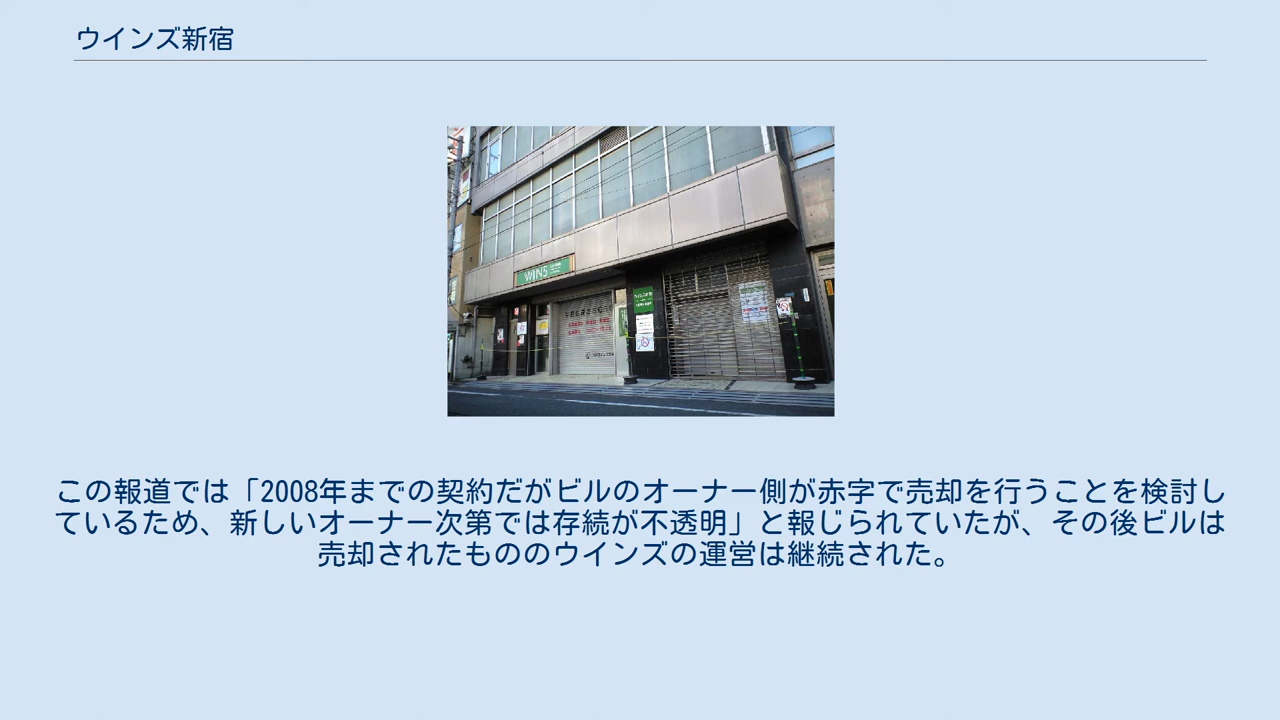 ウインズ新宿
WINS
この報道では「2008年までの契約だがビルのオーナー側が赤字で売却を行うことを検討し
ているため、新しいオーナー次第では存続が不透明」と報じられていたが、その後ビルは
売却されたもののウインズの運営は継続された。